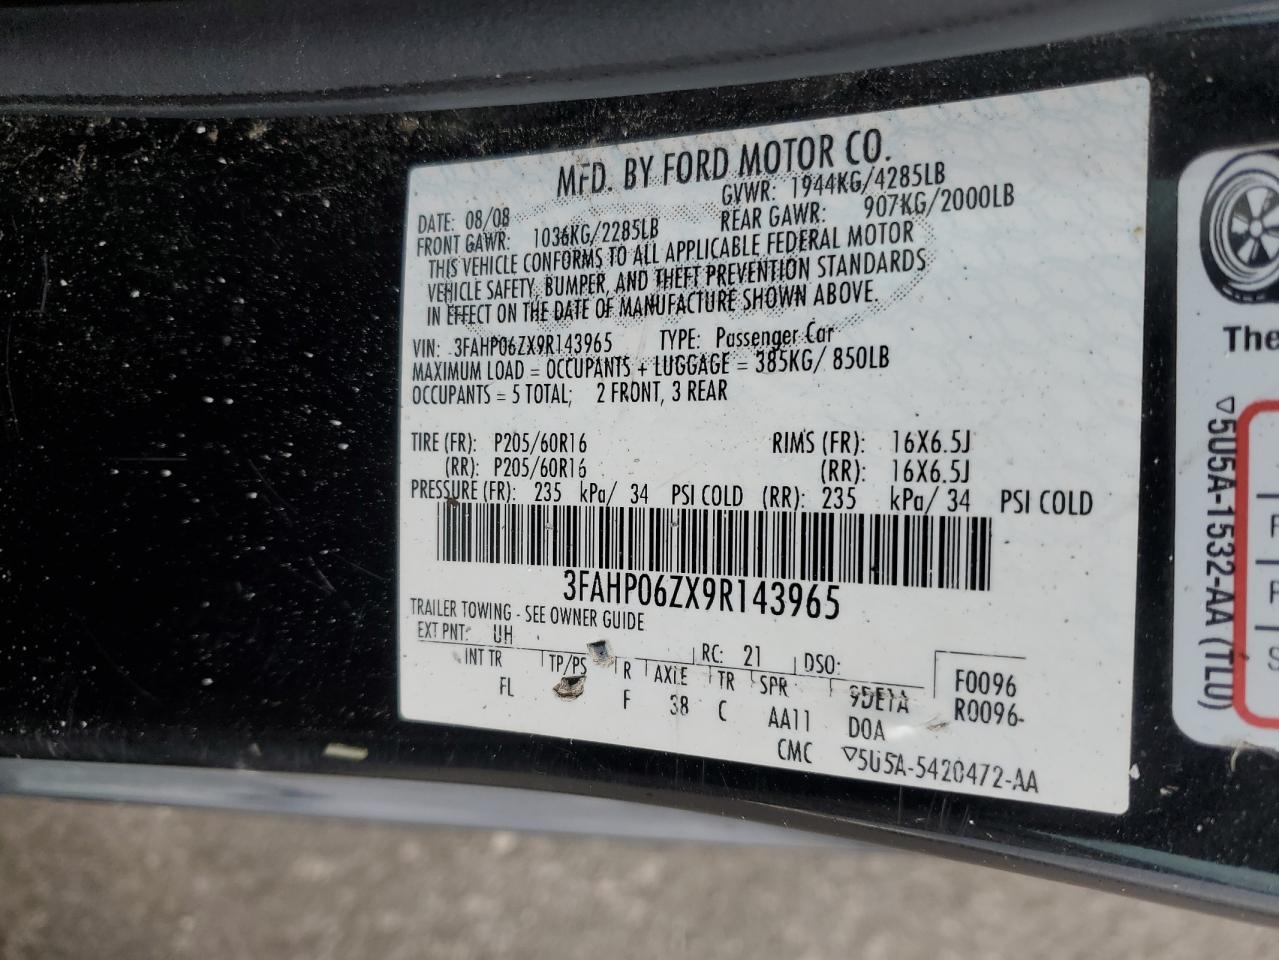 MFD. BY FORD MOTOR CO.
DATE: 08/08 GVWR: 1944KG/4285LB
FRONT GAWR: 1036KG/2285LB REAR GAWR: 907KG/2000LB
THIS VEHICLE CONFORMS TO ALL APPLICABLE FEDERAL MOTOR
VEHICLE SAFETY, BUMPER, AND THEFT PREVENTION STANDARDS
IN EFFECT ON THE DATE OF MANUFACTURE SHOWN ABOVE.
VIN: 3FAHP06ZX9R143965 TYPE: Passenger Car
MAXIMUM LOAD = OCCUPANTS + LUGGAGE = 385KG/ 850LB
OCCUPANTS = 5 TOTAL; 2 FRONT, 3 REAR
TIRE (FR): P205/60R16 RIMS (FR): 16X6.5J
(RR): P205/60R16 (RR): 16X6.5J
PRESSURE (FR): 235 kPa/ 34 PSI COLD (RR): 235 kPa/ 34 PSI COLD
3FAHP06ZX9R143965
TRAILER TOWING - SEE OWNER GUIDE
EXT PNT: UH RC: 21 DSO:
INT TR TP/PS R AXLE TR SPR F0096
FL F 38 C AA11 9DE1A R0096-
D0A
CMC ▽5U5A-5420472-AA
The
▽5U5A-1532-AA (TLU)